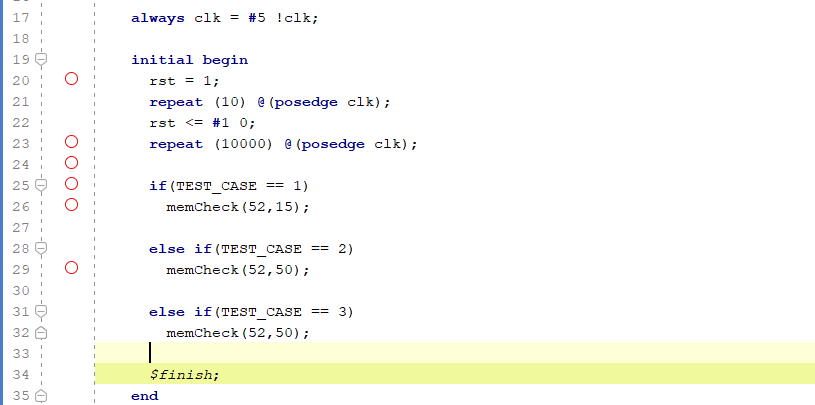 17 always clk = #5 !clk;
18
19 initial begin
20 rst = 1;
21 repeat (10) @(posedge clk);
22 rst <= #1 0;
23 repeat (10000) @(posedge clk);
24
25 if(TEST_CASE == 1)
26 memCheck(52,15);
27
28 else if(TEST_CASE == 2)
29 memCheck(52,50);
30
31 else if(TEST_CASE == 3)
32 memCheck(52,50);
33
34 $finish;
35 end